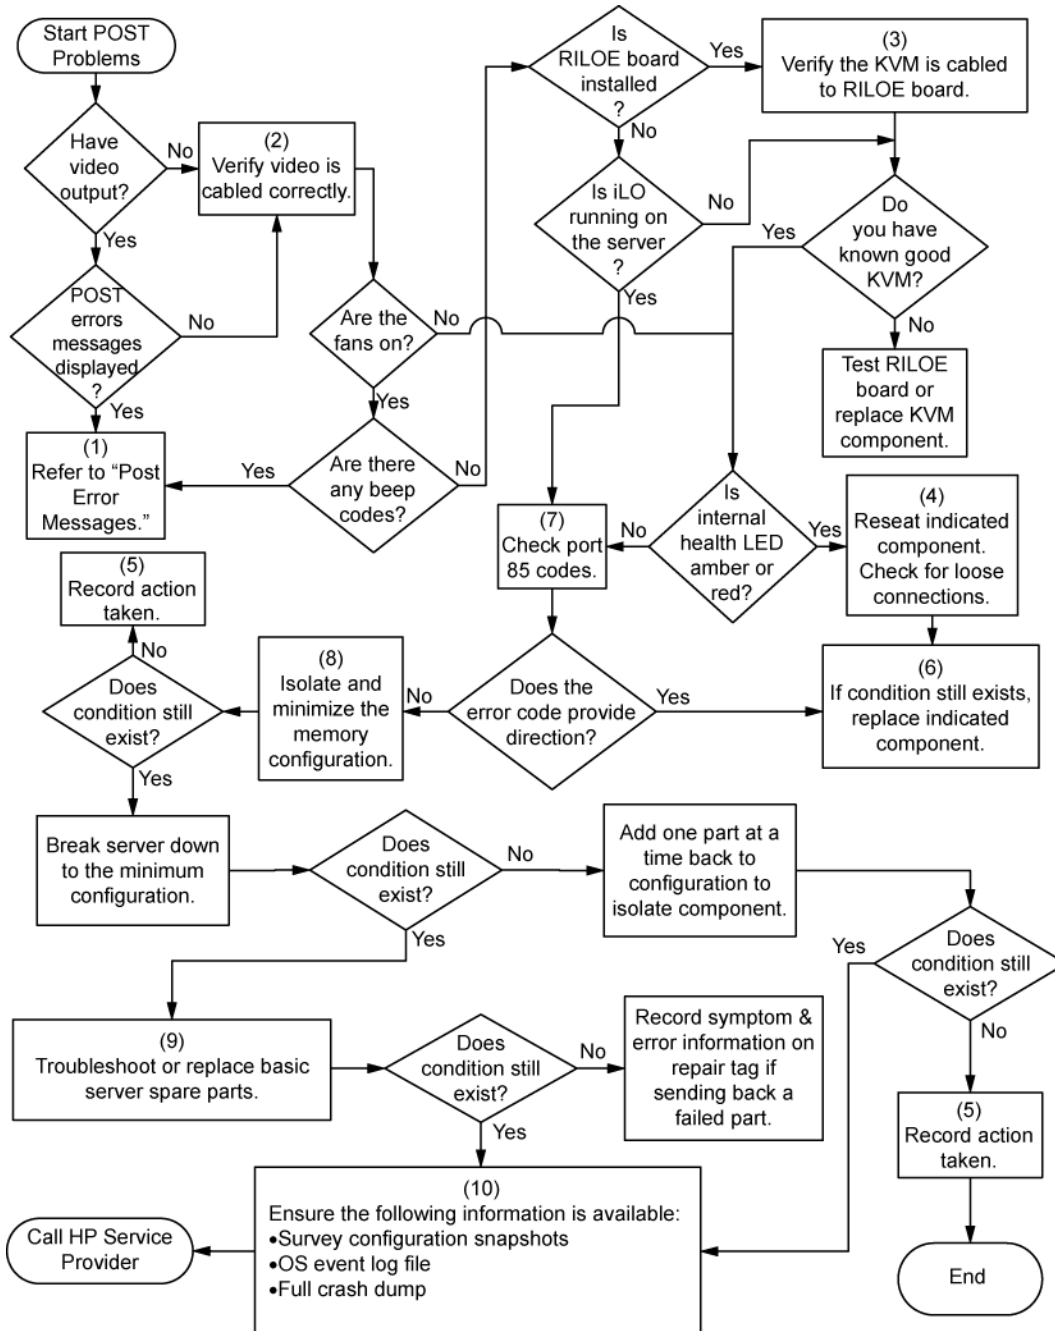 Start POST
Problems
Have
video
output?
No
Yes
(2)
Verify video is
cabled correctly.
POST
errors
messages
displayed
?
No
Yes
(1)
Refer to “Post
Error
Messages.”
Are the
fans on?
No
Yes
Are there
any beep
codes?
Yes
No
Is
RILOE board
installed
?
Yes
No
(3)
Verify the KVM is cabled
to RILOE board.
Is iLO
running on
the server
?
No
Yes
Do
you have
known good
KVM?
Yes
No
Test RILOE
board or
replace KVM
component.
Is
internal
health LED
amber or
red?
No
Yes
(4)
Reseat indicated
component.
Check for loose
connections.
(7)
Check port
85 codes.
(6)
If condition still exists,
replace indicated
component.
Does the
error code provide
direction?
No
Yes
(8)
Isolate and
minimize the
memory
configuration.
(5)
Record action
taken.
No
Does
condition still
exist?
Yes
Break server down
to the minimum
configuration.
Does
condition still
exist?
No
Yes
Add one part at a
time back to
configuration to
isolate component.
Does
condition still
exist?
Yes
No
(9)
Troubleshoot or replace basic
server spare parts.
Does
condition still
exist?
No
Yes
Record symptom &
error information on
repair tag if
sending back a
failed part.
(5)
Record action
taken.
(10)
Ensure the following information is available:
•Survey configuration snapshots
•OS event log file
•Full crash dump
Call HP Service
Provider
End